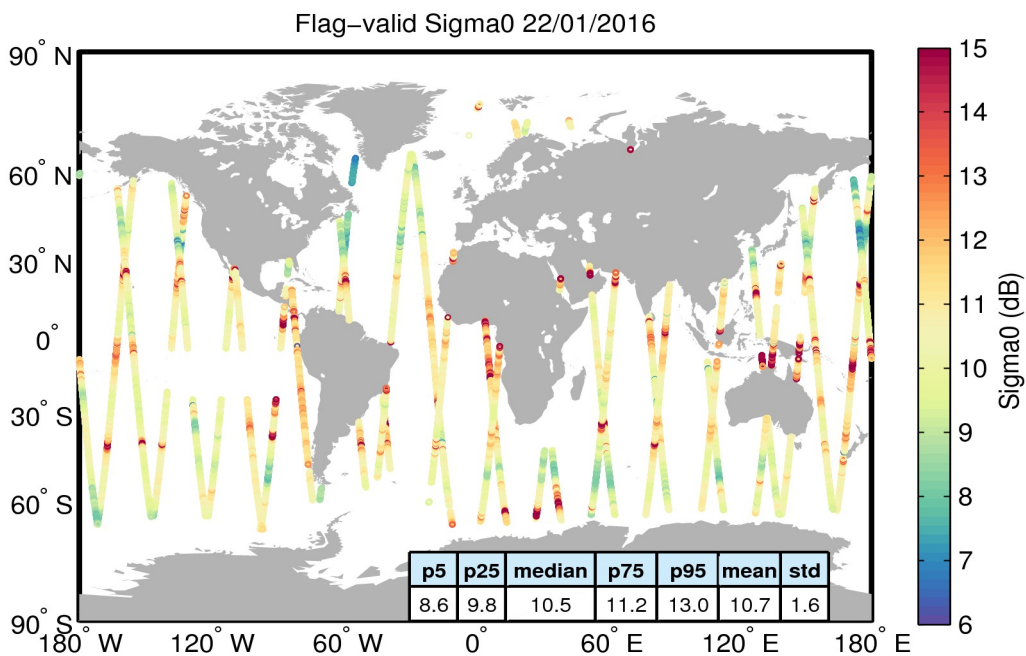 Flag−valid Sigma0 22/01/2016
90° N
60° N
30° N
0°
30° S
60° S
90° S
180° W
120° W
60° W
0°
60° E
120° E
180° E
15
14
13
12
11
10
9
8
7
6
Sigma0 (dB)
p5 p25 median p75 p95 mean std
8.6 9.8 10.5 11.2 13.0 10.7 1.6